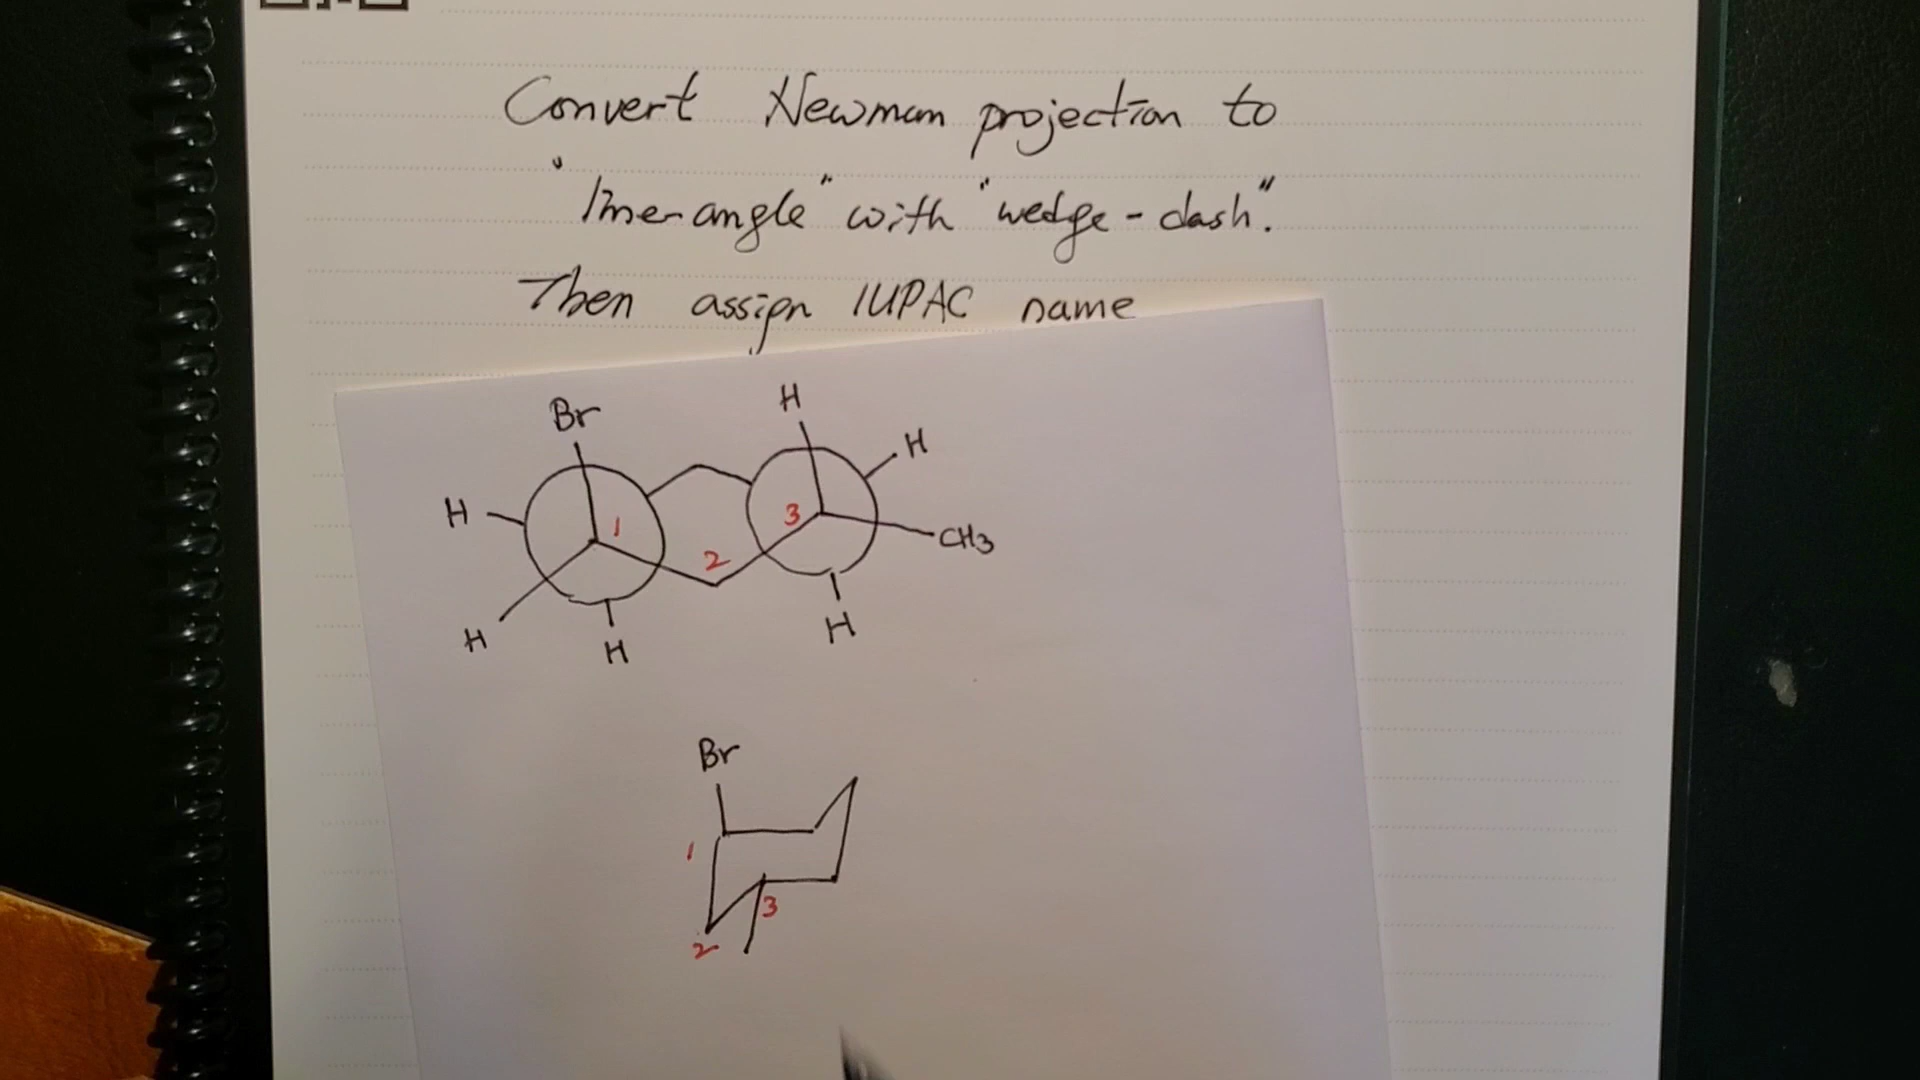 Convert Newman projection to
"line-angle" with "wedge-dash".
Then assign IUPAC name
Br H
H
H 1 3
2 CH3
H H H
Br
1
3
2